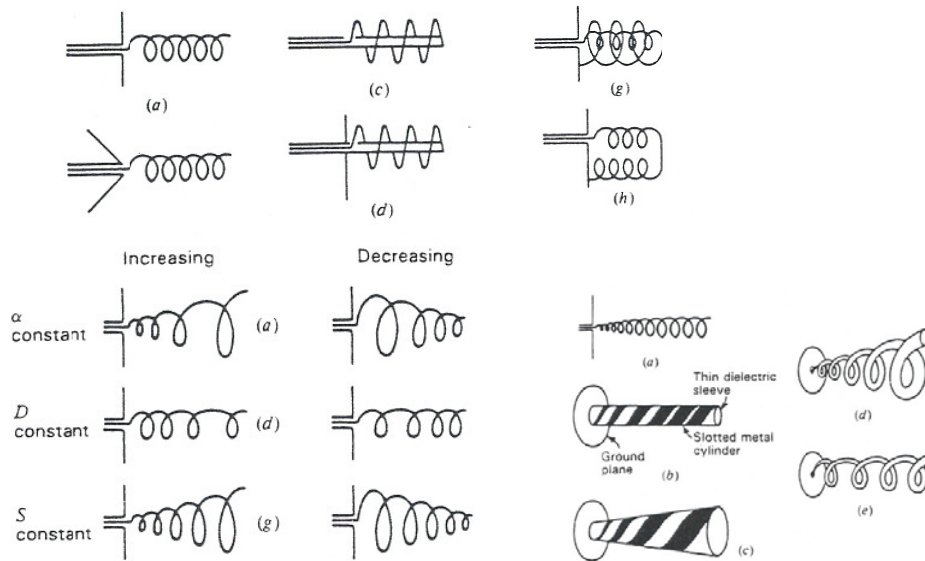 (a)
(c)
(g)
(d)
(h)
Increasing
Decreasing
α
constant
(a)
D
constant
(d)
S
constant
(g)
(a)
Thin dielectric
sleeve
Slotted metal
cylinder
Ground
plane
(b)
(c)
(d)
(e)